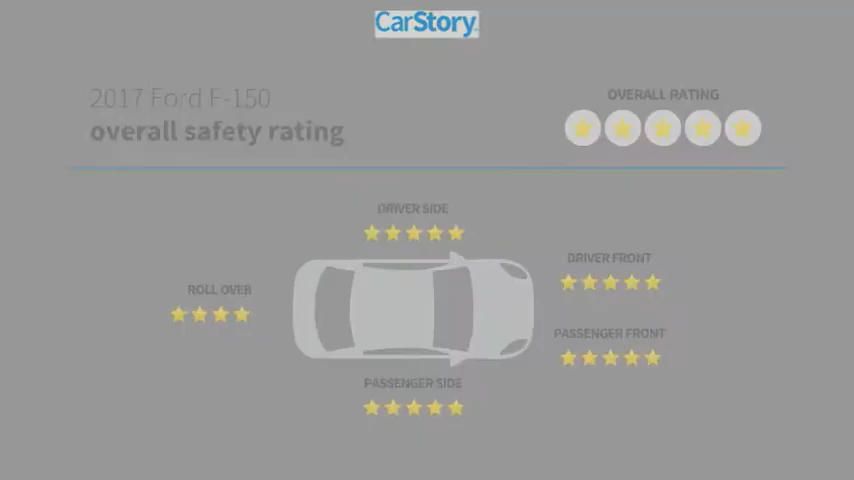 CarStory
2017 Ford F-150
overall safety rating
OVERALL RATING
DRIVER SIDE
DRIVER FRONT
ROLL OVER
PASSENGER FRONT
PASSENGER SIDE